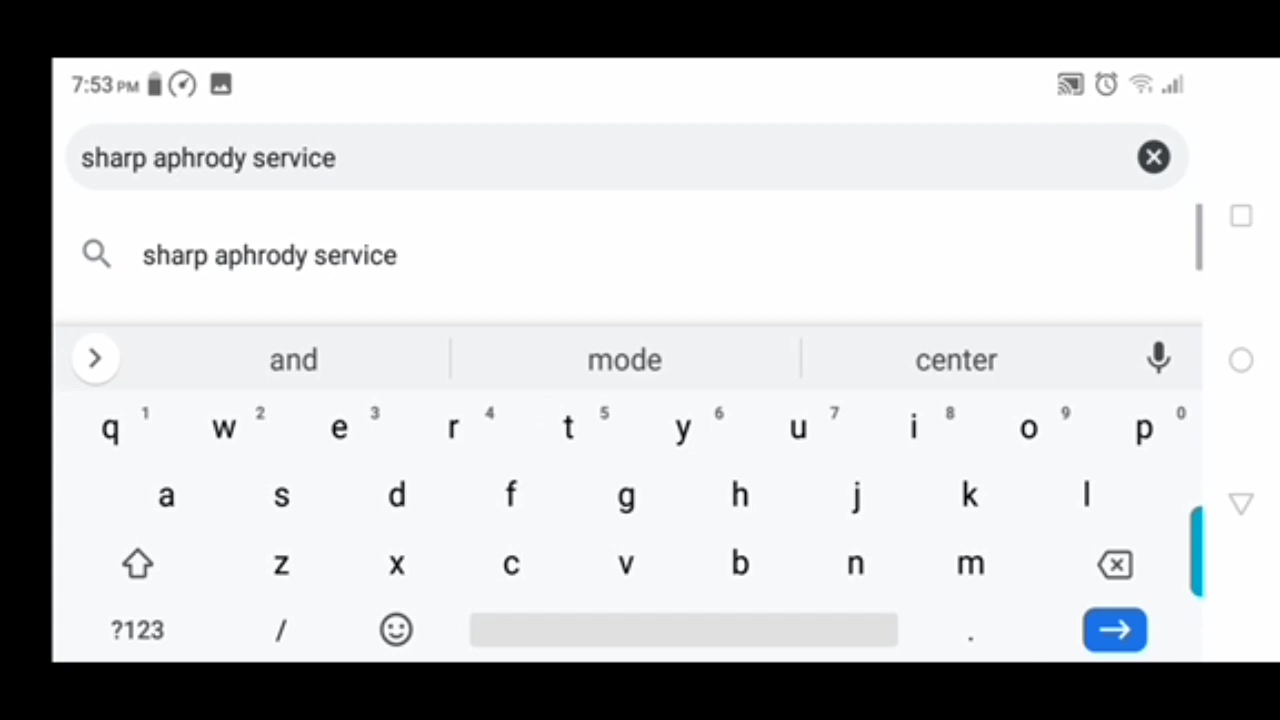 7:53 PM
sharp aphrody service
sharp aphrody service
and mode center
q 1 w 2 e 3 r 4 t 5 y 6 u 7 i 8 o 9 p 0
a s d f g h j k l
z x c v b n m
?123 / .